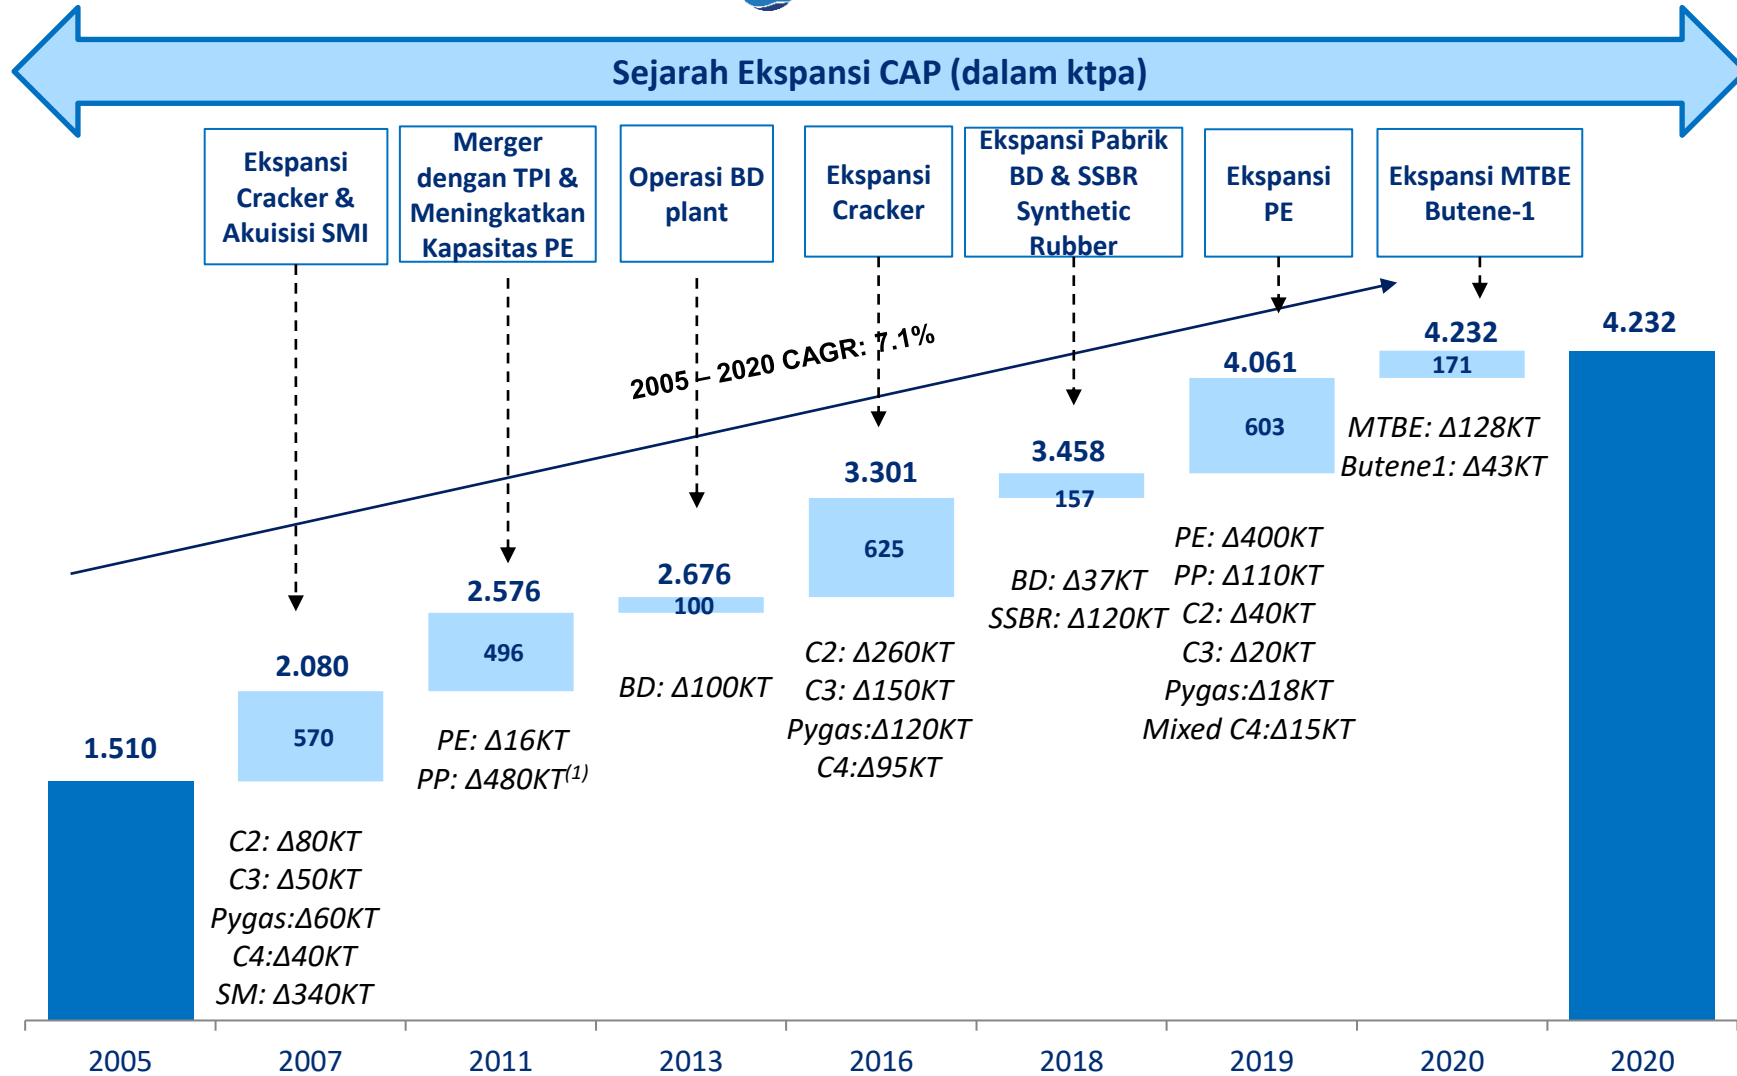 Sejarah Ekspansi CAP (dalam ktpa)
Ekspansi
Cracker &
Akuisisi SMI
Merger
dengan TPI &
Meningkatkan
Kapasitas PE
Operasi BD
plant
Ekspansi
Cracker
Ekspansi Pabrik
BD & SSBR
Synthetic
Rubber
Ekspansi
PE
Ekspansi MTBE
Butene-1
2005 – 2020 CAGR: 7.1%
1.510
2.080
570
C2: Δ80KT
C3: Δ50KT
Pygas:Δ60KT
C4:Δ40KT
SM: Δ340KT
2.576
496
PE: Δ16KT
PP: Δ480KT(1)
2.676
100
BD: Δ100KT
3.301
625
C2: Δ260KT
C3: Δ150KT
Pygas:Δ120KT
C4:Δ95KT
3.458
157
BD: Δ37KT
SSBR: Δ120KT
4.061
603
PE: Δ400KT
PP: Δ110KT
C2: Δ40KT
C3: Δ20KT
Pygas:Δ18KT
Mixed C4:Δ15KT
4.232
171
MTBE: Δ128KT
Butene1: Δ43KT
4.232
2005
2007
2011
2013
2016
2018
2019
2020
2020